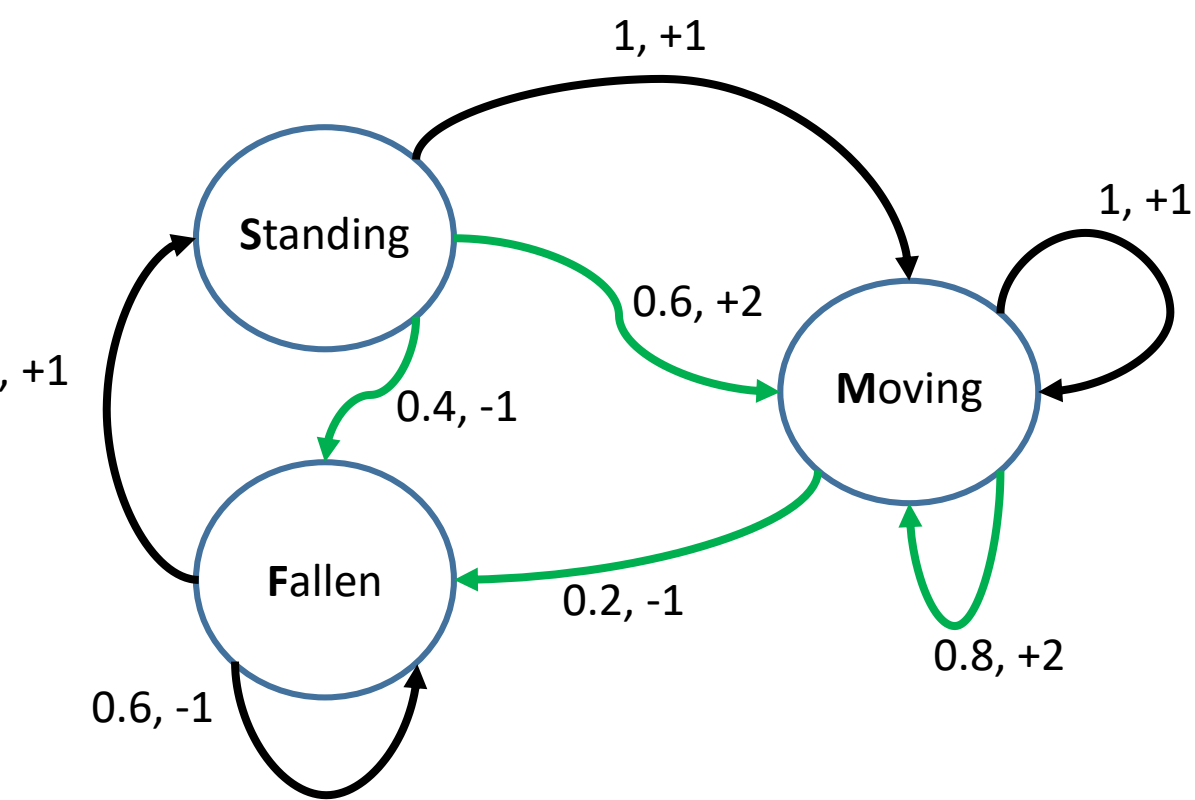 1, +1
1, +1
Standing
0.6, +2
, +1
Moving
0.4, -1
Fallen
0.2, -1
0.8, +2
0.6, -1